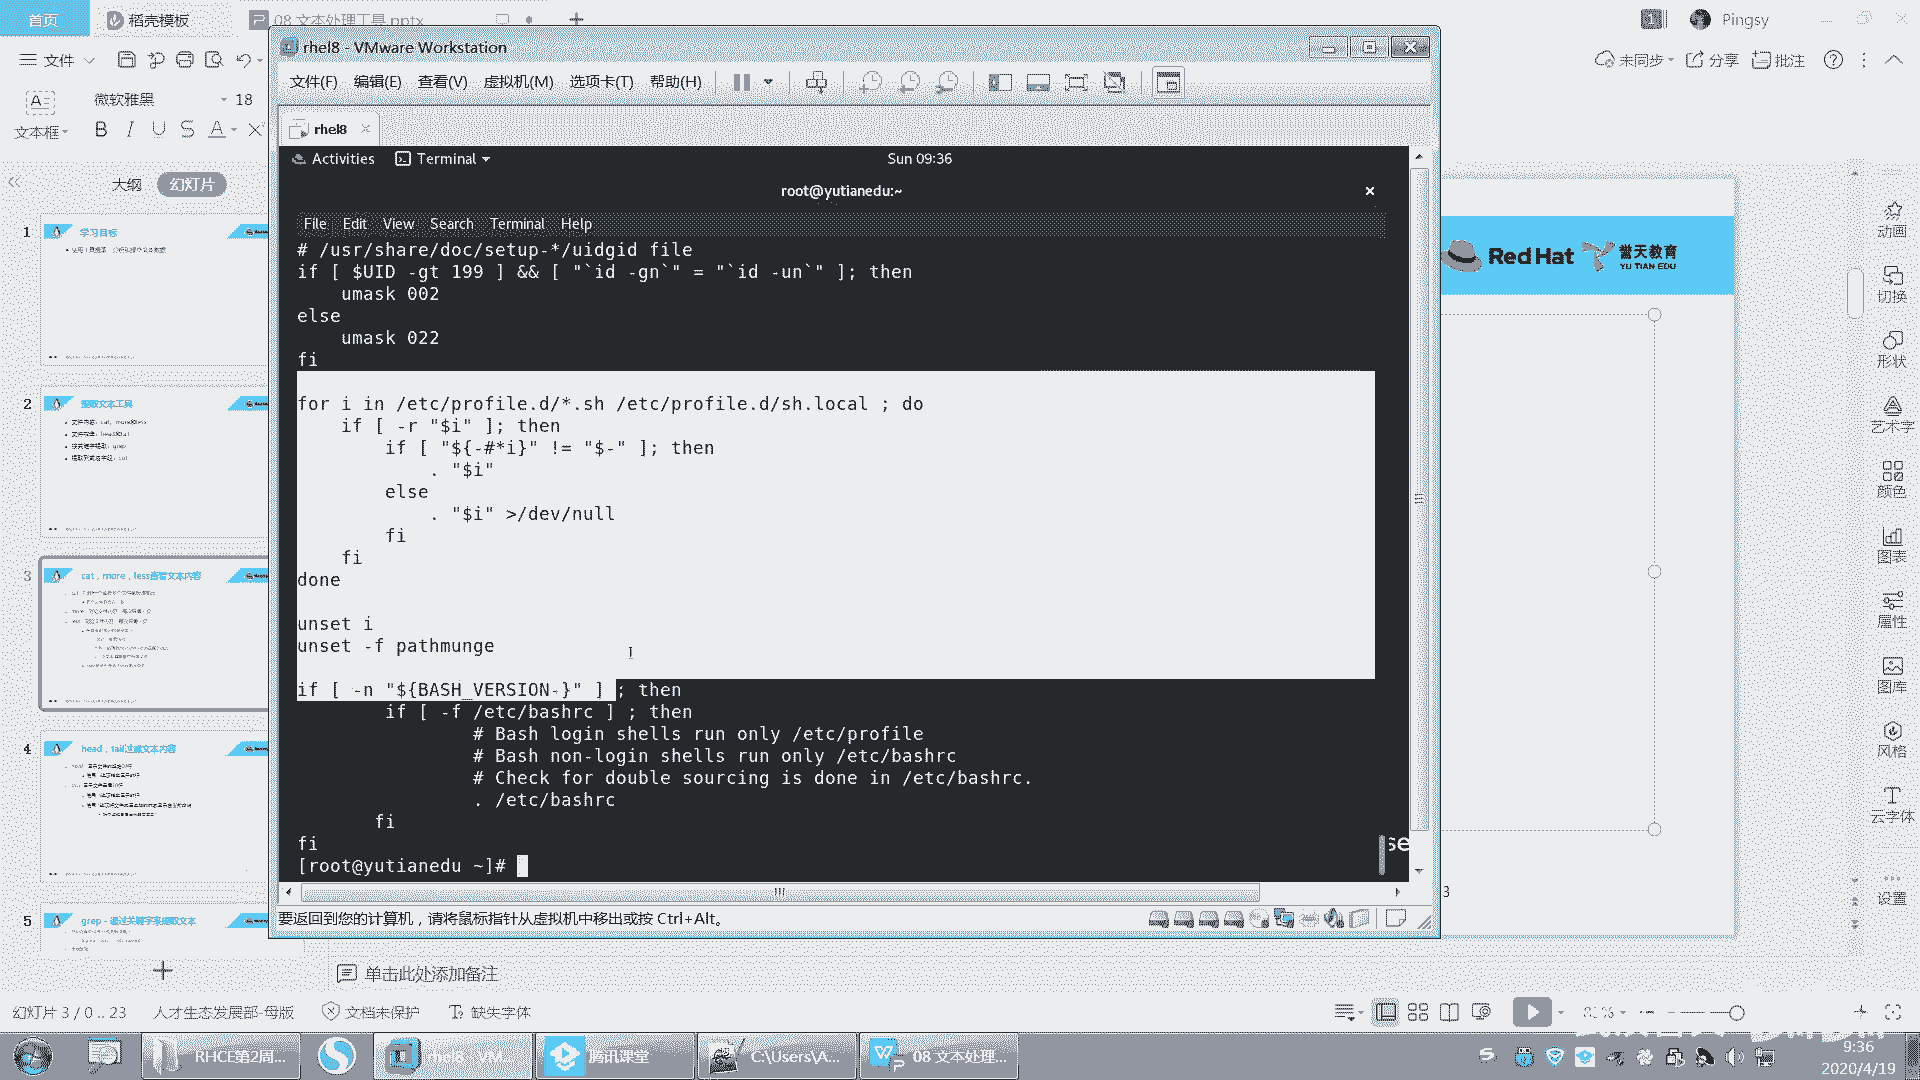 首页
稻壳模板
08 文本处理工具.pptx
Pingsy
文件
未同步
分享
批注
微软雅黑
18
文本框
B I U S A
大纲
幻灯片
1
学习目标
2
提取文本工具
3
cat，more，less查看文本内容
4
head，tail过滤文本内容
5
grep - 通过关键字来提取文本
rhel8 - VMware Workstation
文件(F) 编辑(E) 查看(V) 虚拟机(M) 选项卡(T) 帮助(H)
rhel8
Activities
Terminal
Sun 09:36
root@yutianedu:~
File Edit View Search Terminal Help
# /usr/share/doc/setup-*/uidgid file
if [ $UID -gt 199 ] && [ "`id -gn`" = "`id -un`" ]; then
    umask 002
else
    umask 022
fi

for i in /etc/profile.d/*.sh /etc/profile.d/sh.local ; do
    if [ -r "$i" ]; then
        if [ "${-#*i}" != "$-" ]; then
            . "$i"
        else
            . "$i" >/dev/null
        fi
    fi
done

unset i
unset -f pathmunge

if [ -n "${BASH_VERSION-}" ] ; then
        if [ -f /etc/bashrc ] ; then
                # Bash login shells run only /etc/profile
                # Bash non-login shells run only /etc/bashrc
                # Check for double sourcing is done in /etc/bashrc.
                . /etc/bashrc
       fi
fi
[root@yutianedu ~]#
se
要返回到您的计算机，请将鼠标指针从虚拟机中移出或按 Ctrl+Alt。
Red Hat
誉天教育
YU TIAN EDU
3
动画
切换
形状
艺术字
颜色
图表
属性
图库
风格
云字体
设置
单击此处添加备注
幻灯片 3 / 0 .. 23
人才生态发展部-母版
文档未保护
缺失字体
RHCE第2周...
rhel8 - VM...
腾讯课堂
C:\Users\A...
08 文本处理...
9:36
2020/4/19